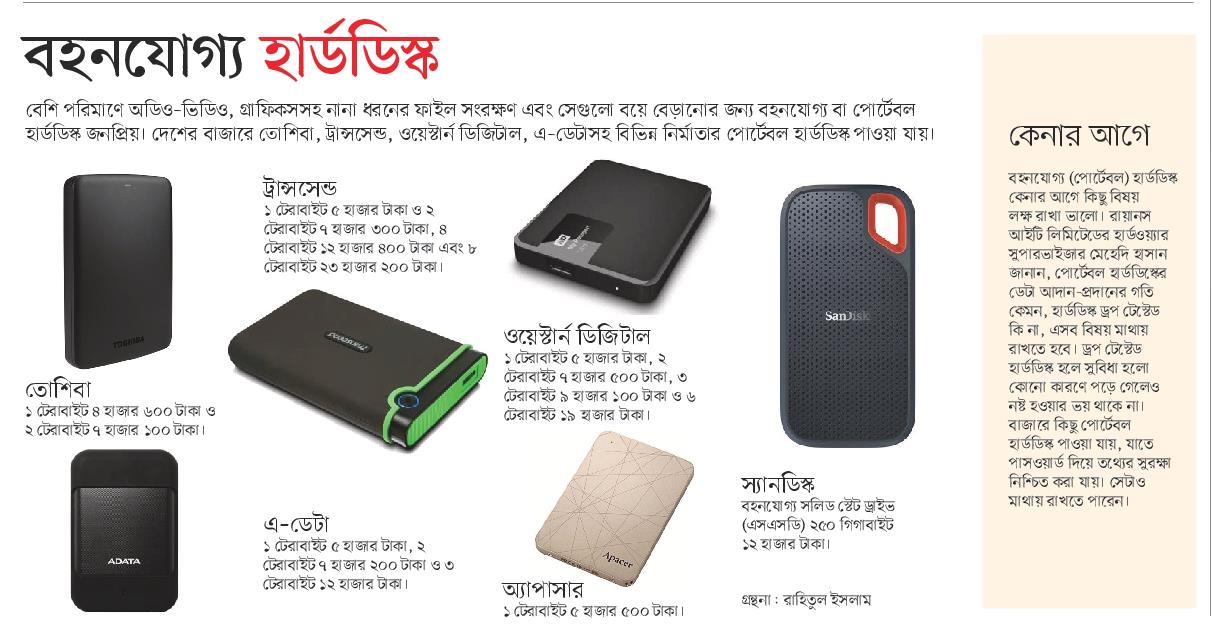 বহনযোগ্য হার্ডডিস্ক
বেশি পরিমাণে অডিও-ভিডিও, গ্রাফিকসসহ নানা ধরনের ফাইল সংরক্ষণ এবং সেগুলো বয়ে বেড়ানোর জন্য বহনযোগ্য বা পোর্টেবল
হার্ডডিস্ক জনপ্রিয়। দেশের বাজারে তোশিবা, ট্রান্সসেন্ড, ওয়েস্টার্ন ডিজিটাল, এ-ডেটাসহ বিভিন্ন নির্মাতার পোর্টেবল হার্ডডিস্ক পাওয়া যায়।
TOSHIBA
তোশিবা
১ টেরাবাইট ৪ হাজার ৬০০ টাকা ও
২ টেরাবাইট ৭ হাজার ১০০ টাকা।
ট্রান্সসেন্ড
১ টেরাবাইট ৫ হাজার টাকা ও ২
টেরাবাইট ৭ হাজার ৩০০ টাকা, ৪
টেরাবাইট ১২ হাজার ৪০০ টাকা এবং ৮
টেরাবাইট ২৩ হাজার ২০০ টাকা।
Transcend
ওয়েস্টার্ন ডিজিটাল
১ টেরাবাইট ৫ হাজার টাকা, ২
টেরাবাইট ৭ হাজার ৫০০ টাকা, ৩
টেরাবাইট ৯ হাজার ১০০ টাকা ও ৬
টেরাবাইট ১৯ হাজার টাকা।
SanDisk
স্যানডিস্ক
বহনযোগ্য সলিড স্টেট ড্রাইভ
(এসএসডি) ২৫০ গিগাবাইট
১২ হাজার টাকা।
ADATA
এ-ডেটা
১ টেরাবাইট ৫ হাজার টাকা, ২
টেরাবাইট ৭ হাজার ২০০ টাকা ও ৩
টেরাবাইট ১২ হাজার টাকা।
Apacer
অ্যাপাসার
১ টেরাবাইট ৫ হাজার ৫০০ টাকা।
গ্রন্থনা : রাহিতুল ইসলাম
কেনার আগে
বহনযোগ্য (পোর্টেবল) হার্ডডিস্ক
কেনার আগে কিছু বিষয়
লক্ষ রাখা ভালো। রায়ানস
আইটি লিমিটেডের হার্ডওয়্যার
সুপারভাইজার মেহেদি হাসান
জানান, পোর্টেবল হার্ডডিস্কের
ডেটা আদান-প্রদানের গতি
কেমন, হার্ডডিস্ক ড্রপ টেস্টেড
কি না, এসব বিষয় মাথায়
রাখতে হবে। ড্রপ টেস্টেড
হার্ডডিস্ক হলে সুবিধা হলো
কোনো কারণে পড়ে গেলেও
নষ্ট হওয়ার ভয় থাকে না।
বাজারে কিছু পোর্টেবল
হার্ডডিস্ক পাওয়া যায়, যাতে
পাসওয়ার্ড দিয়ে তথ্যের সুরক্ষা
নিশ্চিত করা যায়। সেটাও
মাথায় রাখতে পারেন।